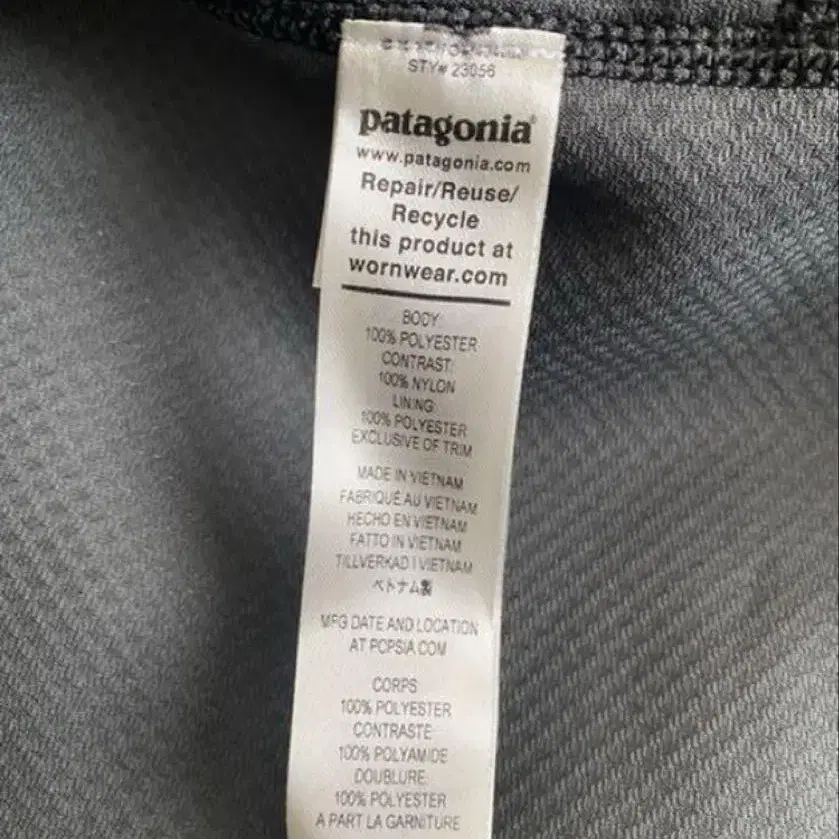 STY# 23056
patagonia®
www.patagonia.com
Repair/Reuse/
Recycle
this product at
wornwear.com
BODY:
100% POLYESTER
CONTRAST:
100% NYLON
LINING:
100% POLYESTER
EXCLUSIVE OF TRIM
MADE IN VIETNAM
FABRIQUÉ AU VIETNAM
HECHO EN VIETNAM
FATTO IN VIETNAM
TILLVERKAD I VIETNAM
ベトナム製
MFG DATE AND LOCATION
AT PCPSIA.COM
CORPS:
100% POLYESTER
CONTRASTE:
100% POLYAMIDE
DOUBLURE:
100% POLYESTER
A PART LA GARNITURE